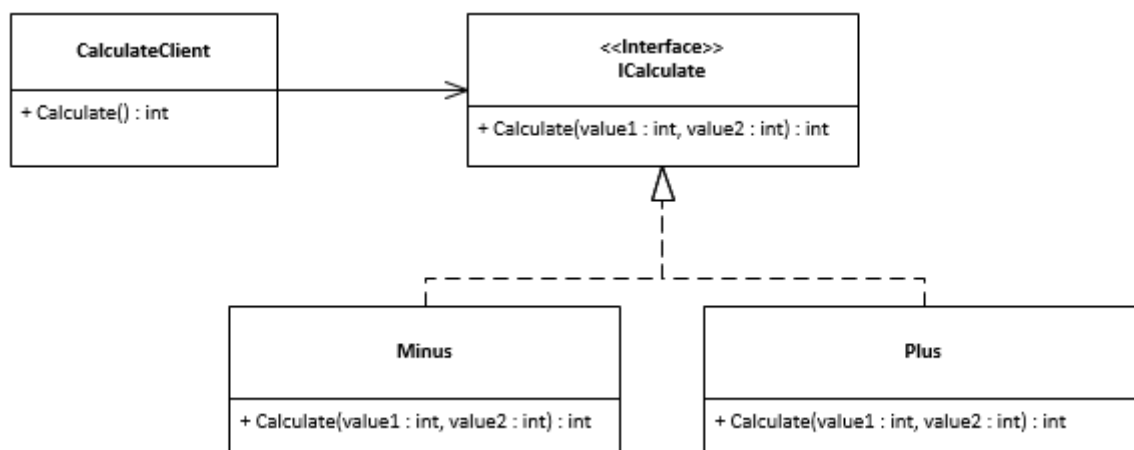 CalculateClient
+ Calculate() : int
<<Interface>>
ICalculate
+ Calculate(value1 : int, value2 : int) : int
Minus
+ Calculate(value1 : int, value2 : int) : int
Plus
+ Calculate(value1 : int, value2 : int) : int